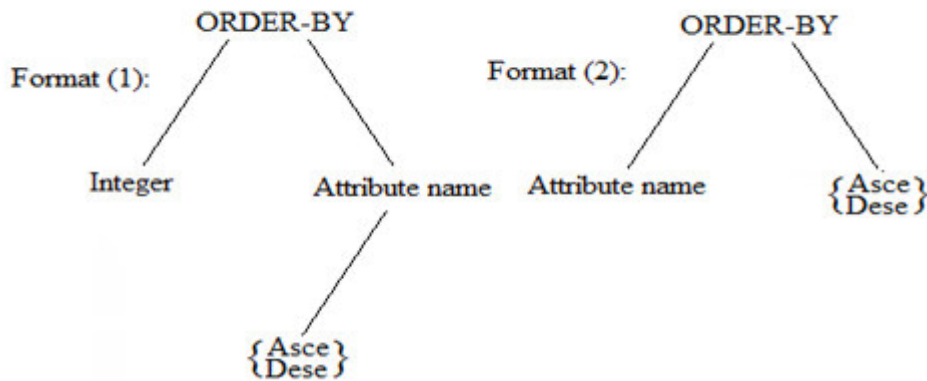 ORDER-BY
Format (1):
Integer
Attribute name
{Asce
Dese}
ORDER-BY
Format (2):
Attribute name
{Asce
Dese}